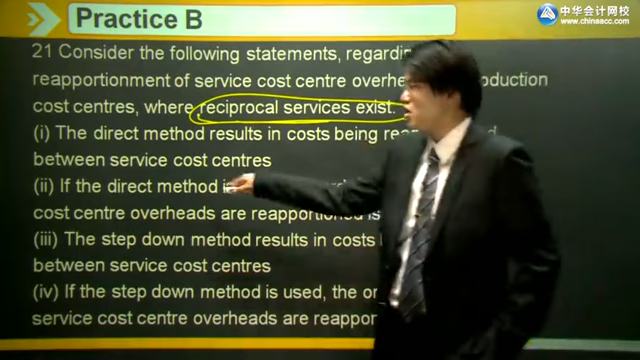 Practice B
中华会计网校
www.chinaacc.com
21 Consider the following statements, regarding
reapportionment of service cost centre overhe production
cost centres, where reciprocal services exist.
(i) The direct method results in costs being
between service cost centres
(ii) If the direct method
cost centre overheads are reapportioned is
(iii) The step down method results in costs
between service cost centres
(iv) If the step down method is used, the
service cost centre overheads are